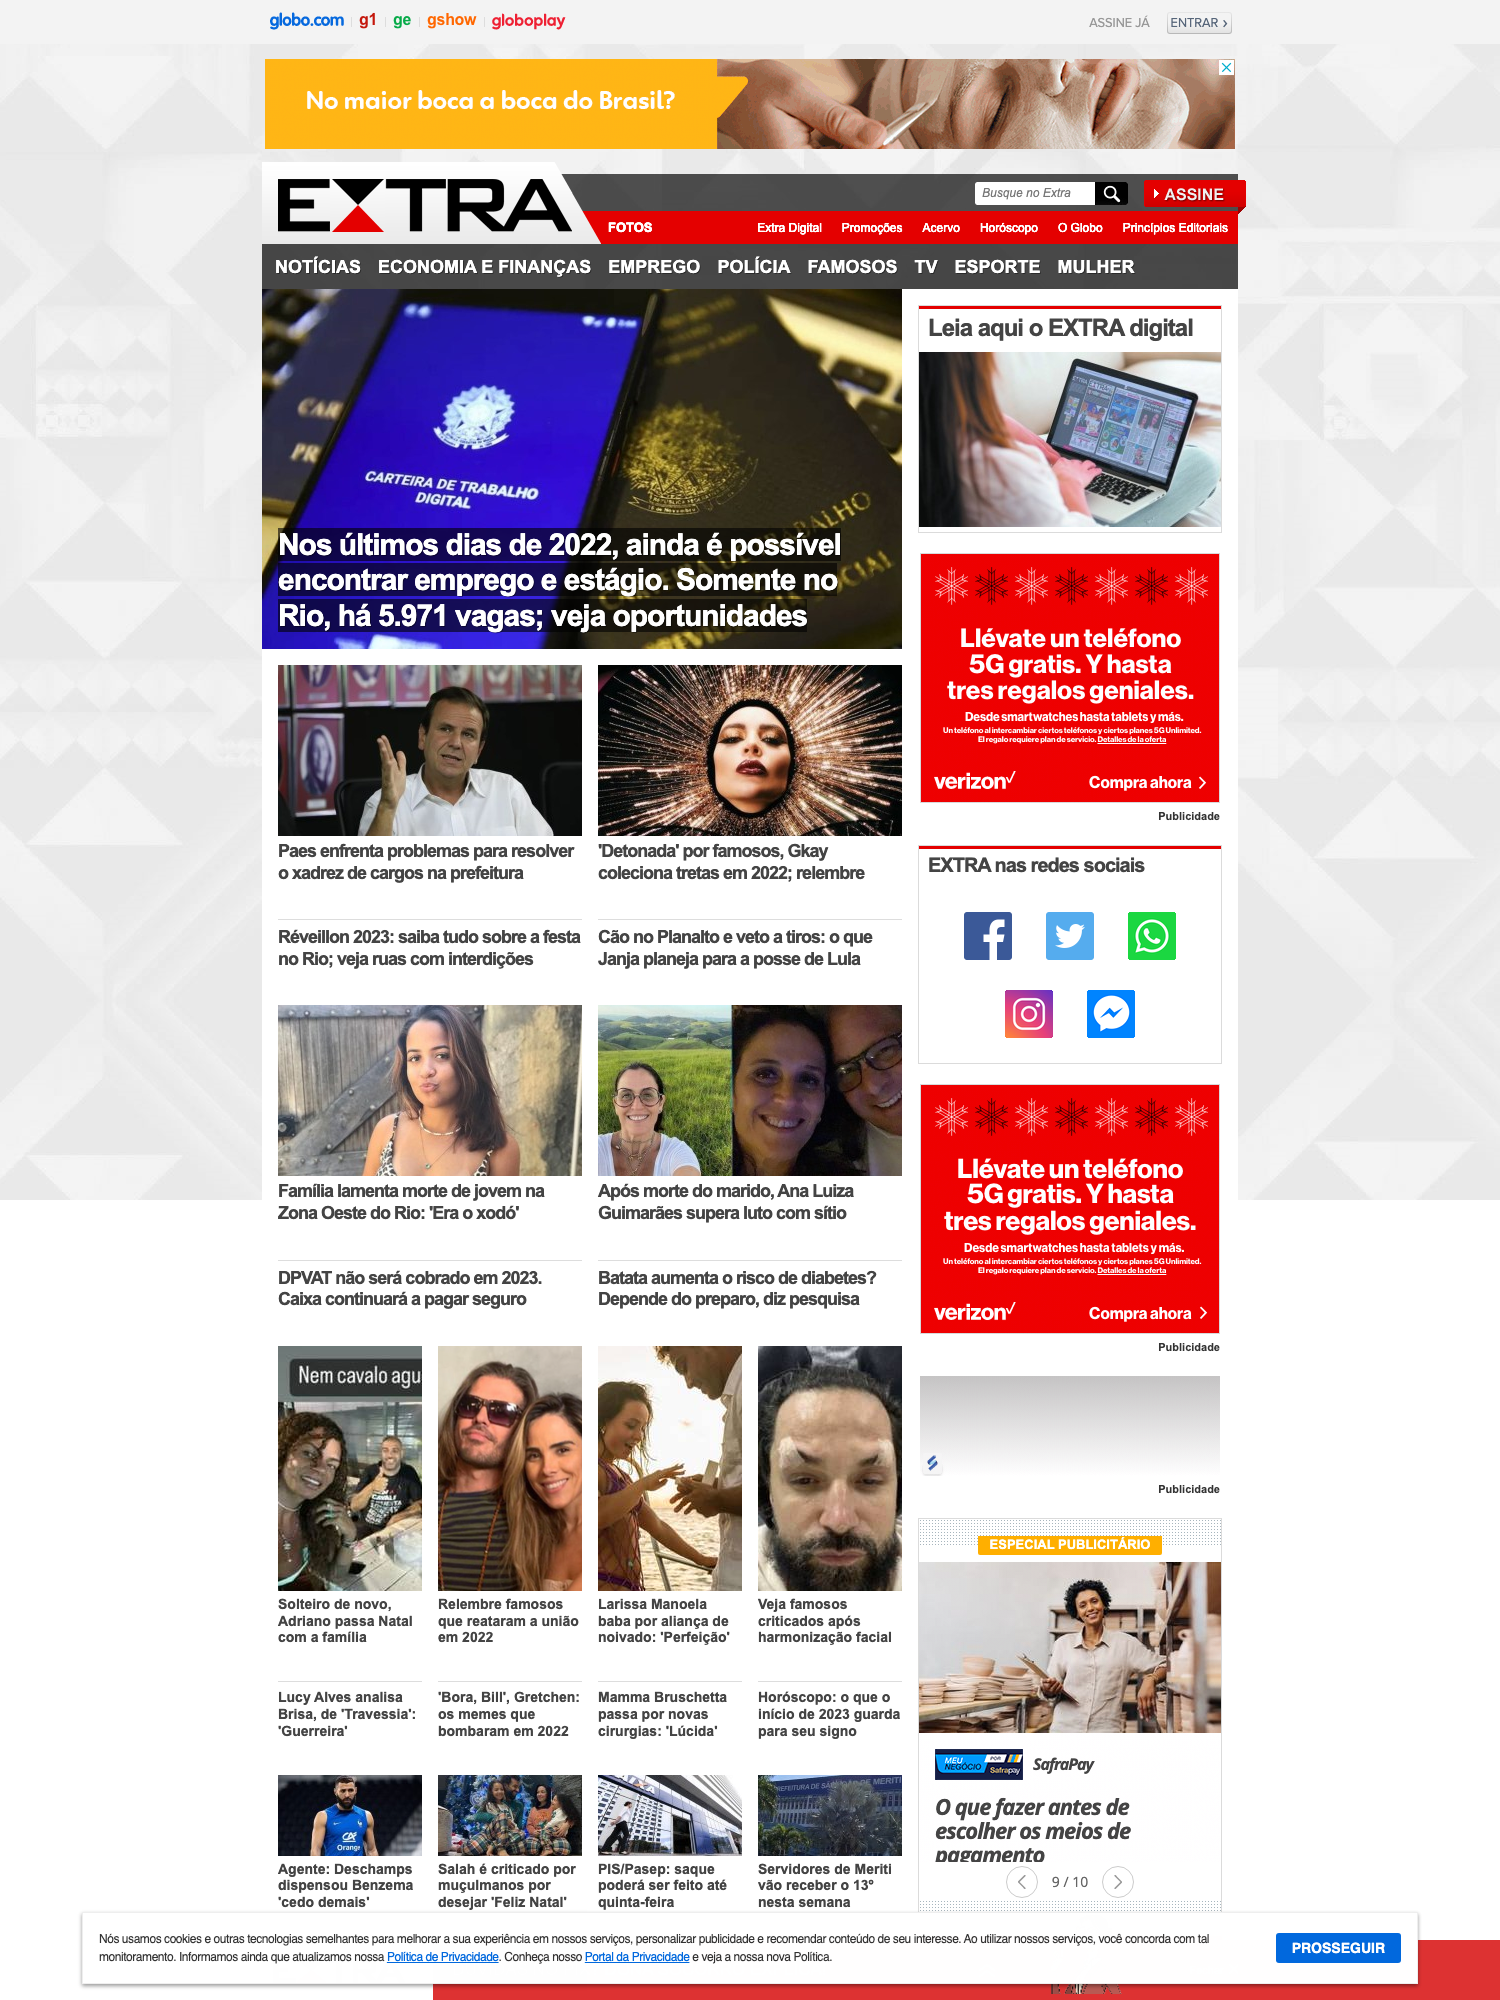 globo.com g1 ge gshow globoplay
ASSINE JÁ ENTRAR
No maior boca a boca do Brasil?
EXTRA
Busque no Extra
ASSINE
FOTOS
Extra Digital Promoções Acervo Horóscopo O Globo Princípios Editoriais
NOTÍCIAS ECONOMIA E FINANÇAS EMPREGO POLÍCIA FAMOSOS TV ESPORTE MULHER
CARTEIRA DE TRABALHO
DIGITAL
Nos últimos dias de 2022, ainda é possível
encontrar emprego e estágio. Somente no
Rio, há 5.971 vagas; veja oportunidades
Paes enfrenta problemas para resolver
o xadrez de cargos na prefeitura
'Detonada' por famosos, Gkay
coleciona tretas em 2022; relembre
Réveillon 2023: saiba tudo sobre a festa
no Rio; veja ruas com interdições
Cão no Planalto e veto a tiros: o que
Janja planeja para a posse de Lula
Família lamenta morte de jovem na
Zona Oeste do Rio: 'Era o xodó'
Após morte do marido, Ana Luiza
Guimarães supera luto com sítio
DPVAT não será cobrado em 2023.
Caixa continuará a pagar seguro
Batata aumenta o risco de diabetes?
Depende do preparo, diz pesquisa
Nem cavalo agu
Solteiro de novo,
Adriano passa Natal
com a família
Relembre famosos
que reataram a união
em 2022
Larissa Manoela
baba por aliança de
noivado: 'Perfeição'
Veja famosos
criticados após
harmonização facial
Lucy Alves analisa
Brisa, de 'Travessia':
'Guerreira'
'Bora, Bill', Gretchen:
os memes que
bombaram em 2022
Mamma Bruschetta
passa por novas
cirurgias: 'Lúcida'
Horóscopo: o que o
início de 2023 guarda
para seu signo
Agente: Deschamps
dispensou Benzema
'cedo demais'
Salah é criticado por
muçulmanos por
desejar 'Feliz Natal'
PIS/Pasep: saque
poderá ser feito até
quinta-feira
PREFEITURA DE SÃO JOÃO DE MERITI
Servidores de Meriti
vão receber o 13º
nesta semana
Leia aqui o EXTRA digital
Llévate un teléfono
5G gratis. Y hasta
tres regalos geniales.
Desde smartwatches hasta tablets y más.
Un teléfono al intercambiar ciertos teléfonos y ciertos planes 5G Unlimited.
El regalo requiere plan de servicio. Detalles de la oferta
verizon Compra ahora
Publicidade
EXTRA nas redes sociais
Llévate un teléfono
5G gratis. Y hasta
tres regalos geniales.
Desde smartwatches hasta tablets y más.
Un teléfono al intercambiar ciertos teléfonos y ciertos planes 5G Unlimited.
El regalo requiere plan de servicio. Detalles de la oferta
verizon Compra ahora
Publicidade
Publicidade
ESPECIAL PUBLICITÁRIO
MEU NEGÓCIO POR Safrapay SafraPay
O que fazer antes de
escolher os meios de
pagamento
9 / 10
Nós usamos cookies e outras tecnologias semelhantes para melhorar a sua experiência em nossos serviços, personalizar publicidade e recomendar conteúdo de seu interesse. Ao utilizar nossos serviços, você concorda com tal
monitoramento. Informamos ainda que atualizamos nossa Política de Privacidade. Conheça nosso Portal da Privacidade e veja a nossa nova Política.
PROSSEGUIR